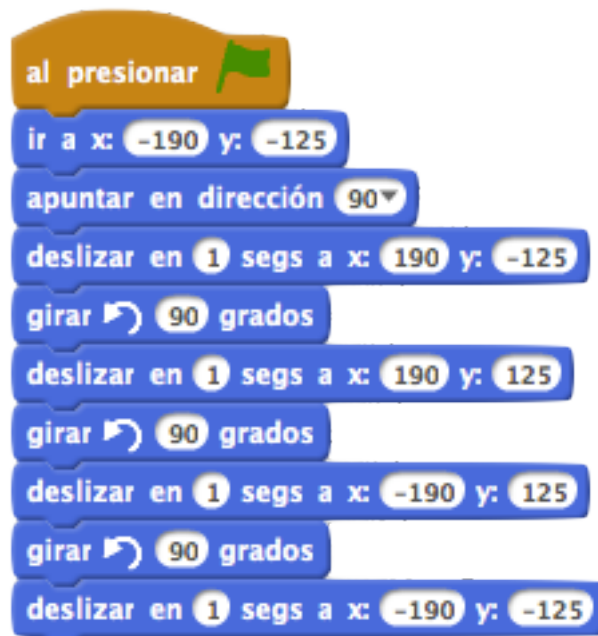 al presionar
ir a x: -190 y: -125
apuntar en dirección 90
deslizar en 1 segs a x: 190 y: -125
girar 90 grados
deslizar en 1 segs a x: 190 y: 125
girar 90 grados
deslizar en 1 segs a x: -190 y: 125
girar 90 grados
deslizar en 1 segs a x: -190 y: -125